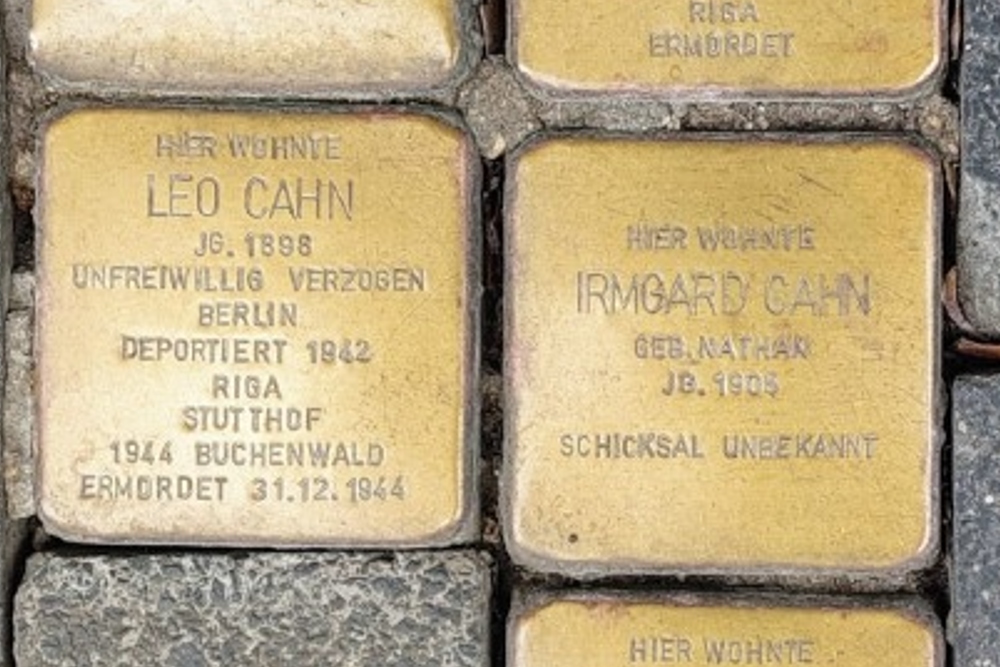 RIGA
ERMORDET
HIER WOHNTE
LEO CAHN
JG. 1898
UNFREIWILLIG VERZOGEN
BERLIN
DEPORTIERT 1942
RIGA
STUTTHOF
1944 BUCHENWALD
ERMORDET 31.12.1944
HIER WOHNTE
IRMGARD CAHN
GEB. NATHAN
JG.
SCHICKSAL UNBEKANNT
HIER WOHNTE